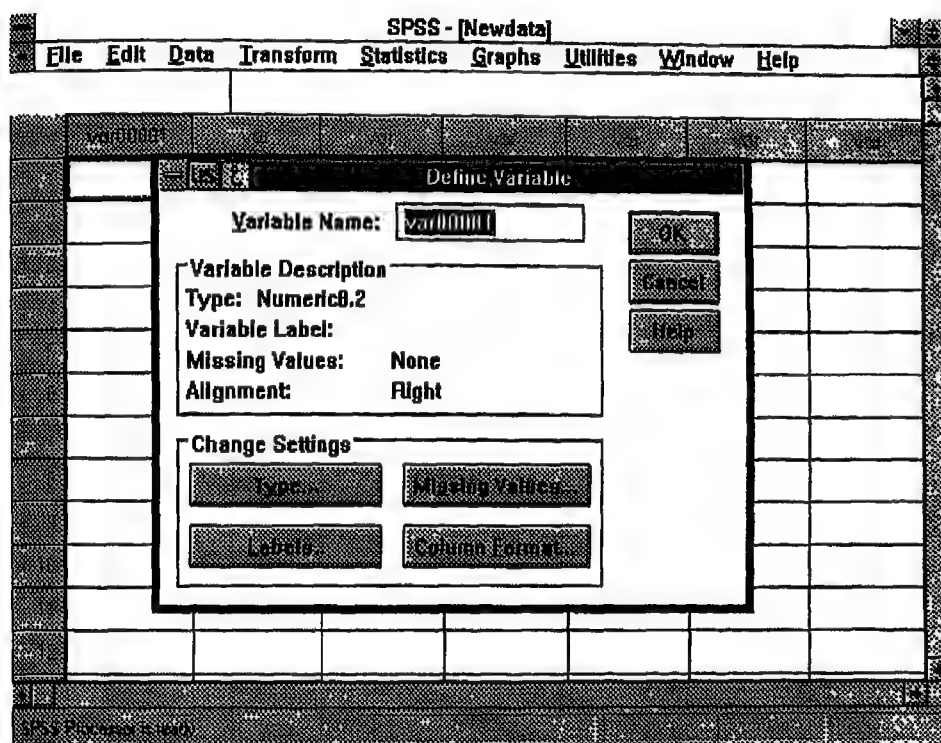 SPSS - [Newdata]
File Edit Data Transform Statistics Graphs Utilities Window Help
var00001
Define Variable
Variable Name: var00001
OK
Variable Description
Cancel
Type: Numeric8.2
Help
Variable Label:
Missing Values: None
Alignment: Right
Change Settings
Type... Missing Values...
Labels... Column Format...
SPSS Processor is ready